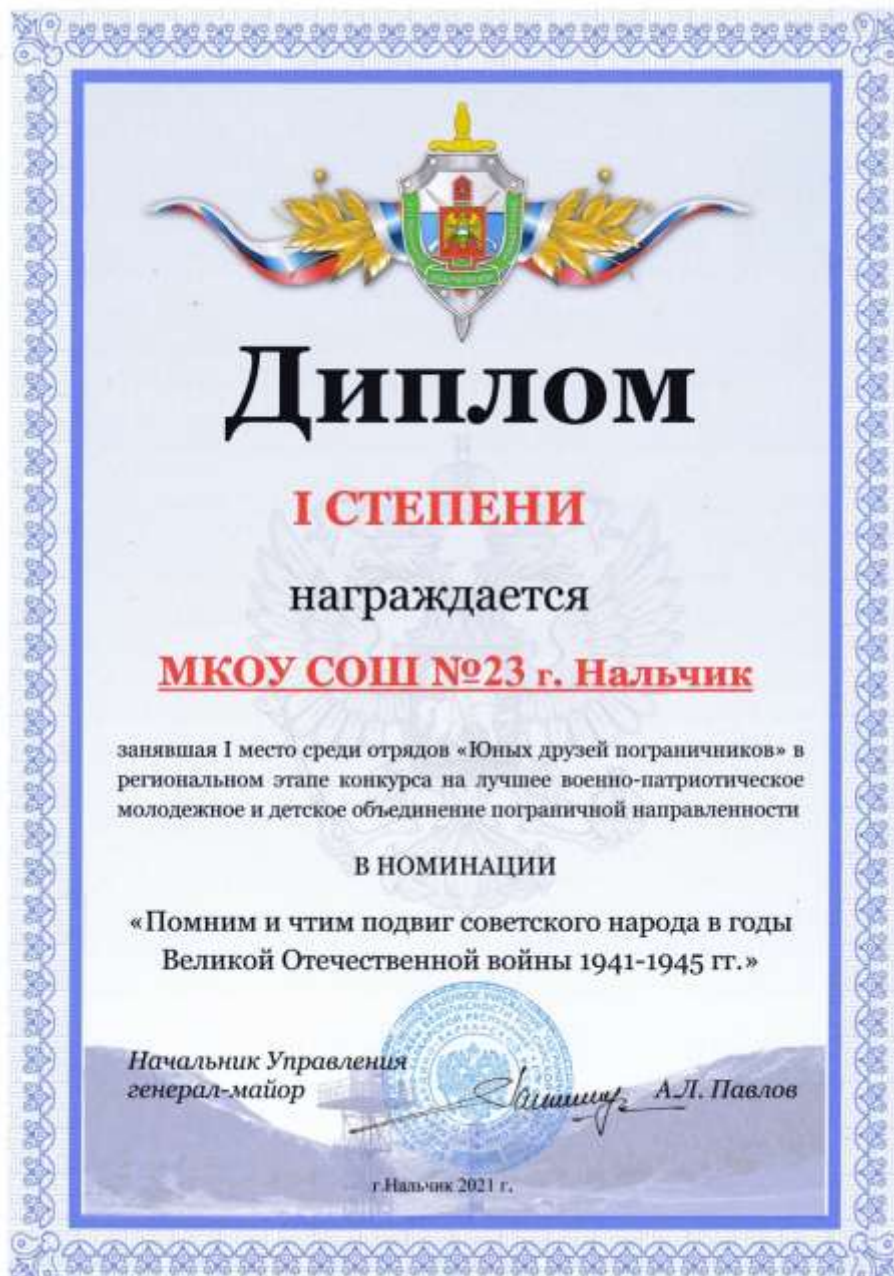 Диплом
I СТЕПЕНИ
награждается
МКОУ СОШ №23 г. Нальчик
занявшая I место среди отрядов «Юных друзей пограничников» в
региональном этапе конкурса на лучшее военно-патриотическое
молодежное и детское объединение пограничной направленности
В НОМИНАЦИИ
«Помним и чтим подвиг советского народа в годы
Великой Отечественной войны 1941-1945 гг.»
Начальник Управления
генерал-майор
А.Л. Павлов
г.Нальчик 2021 г.